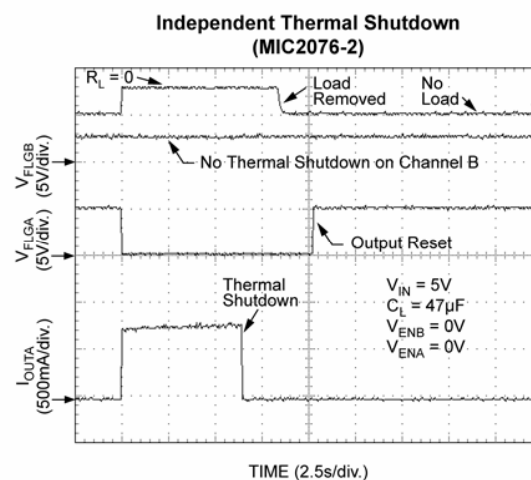 Independent Thermal Shutdown
(MIC2076-2)
R_L = 0
Load
Removed
No
Load
V_FLGB
(5V/div.)
No Thermal Shutdown on Channel B
V_FLGA
(5V/div.)
Output Reset
Thermal
Shutdown
V_IN = 5V
C_L = 47µF
V_ENB = 0V
V_ENA = 0V
I_OUTA
(500mA/div.)
TIME (2.5s/div.)